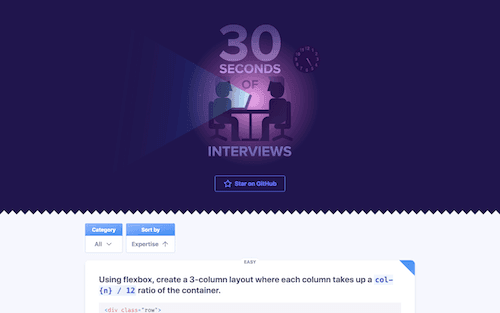 30
SECONDS
OF
INTERVIEWS
Star on GitHub
Category
Sort by
All
Expertise
EASY
Using flexbox, create a 3-column layout where each column takes up a col-
{n} / 12 ratio of the container.
<div class="row">